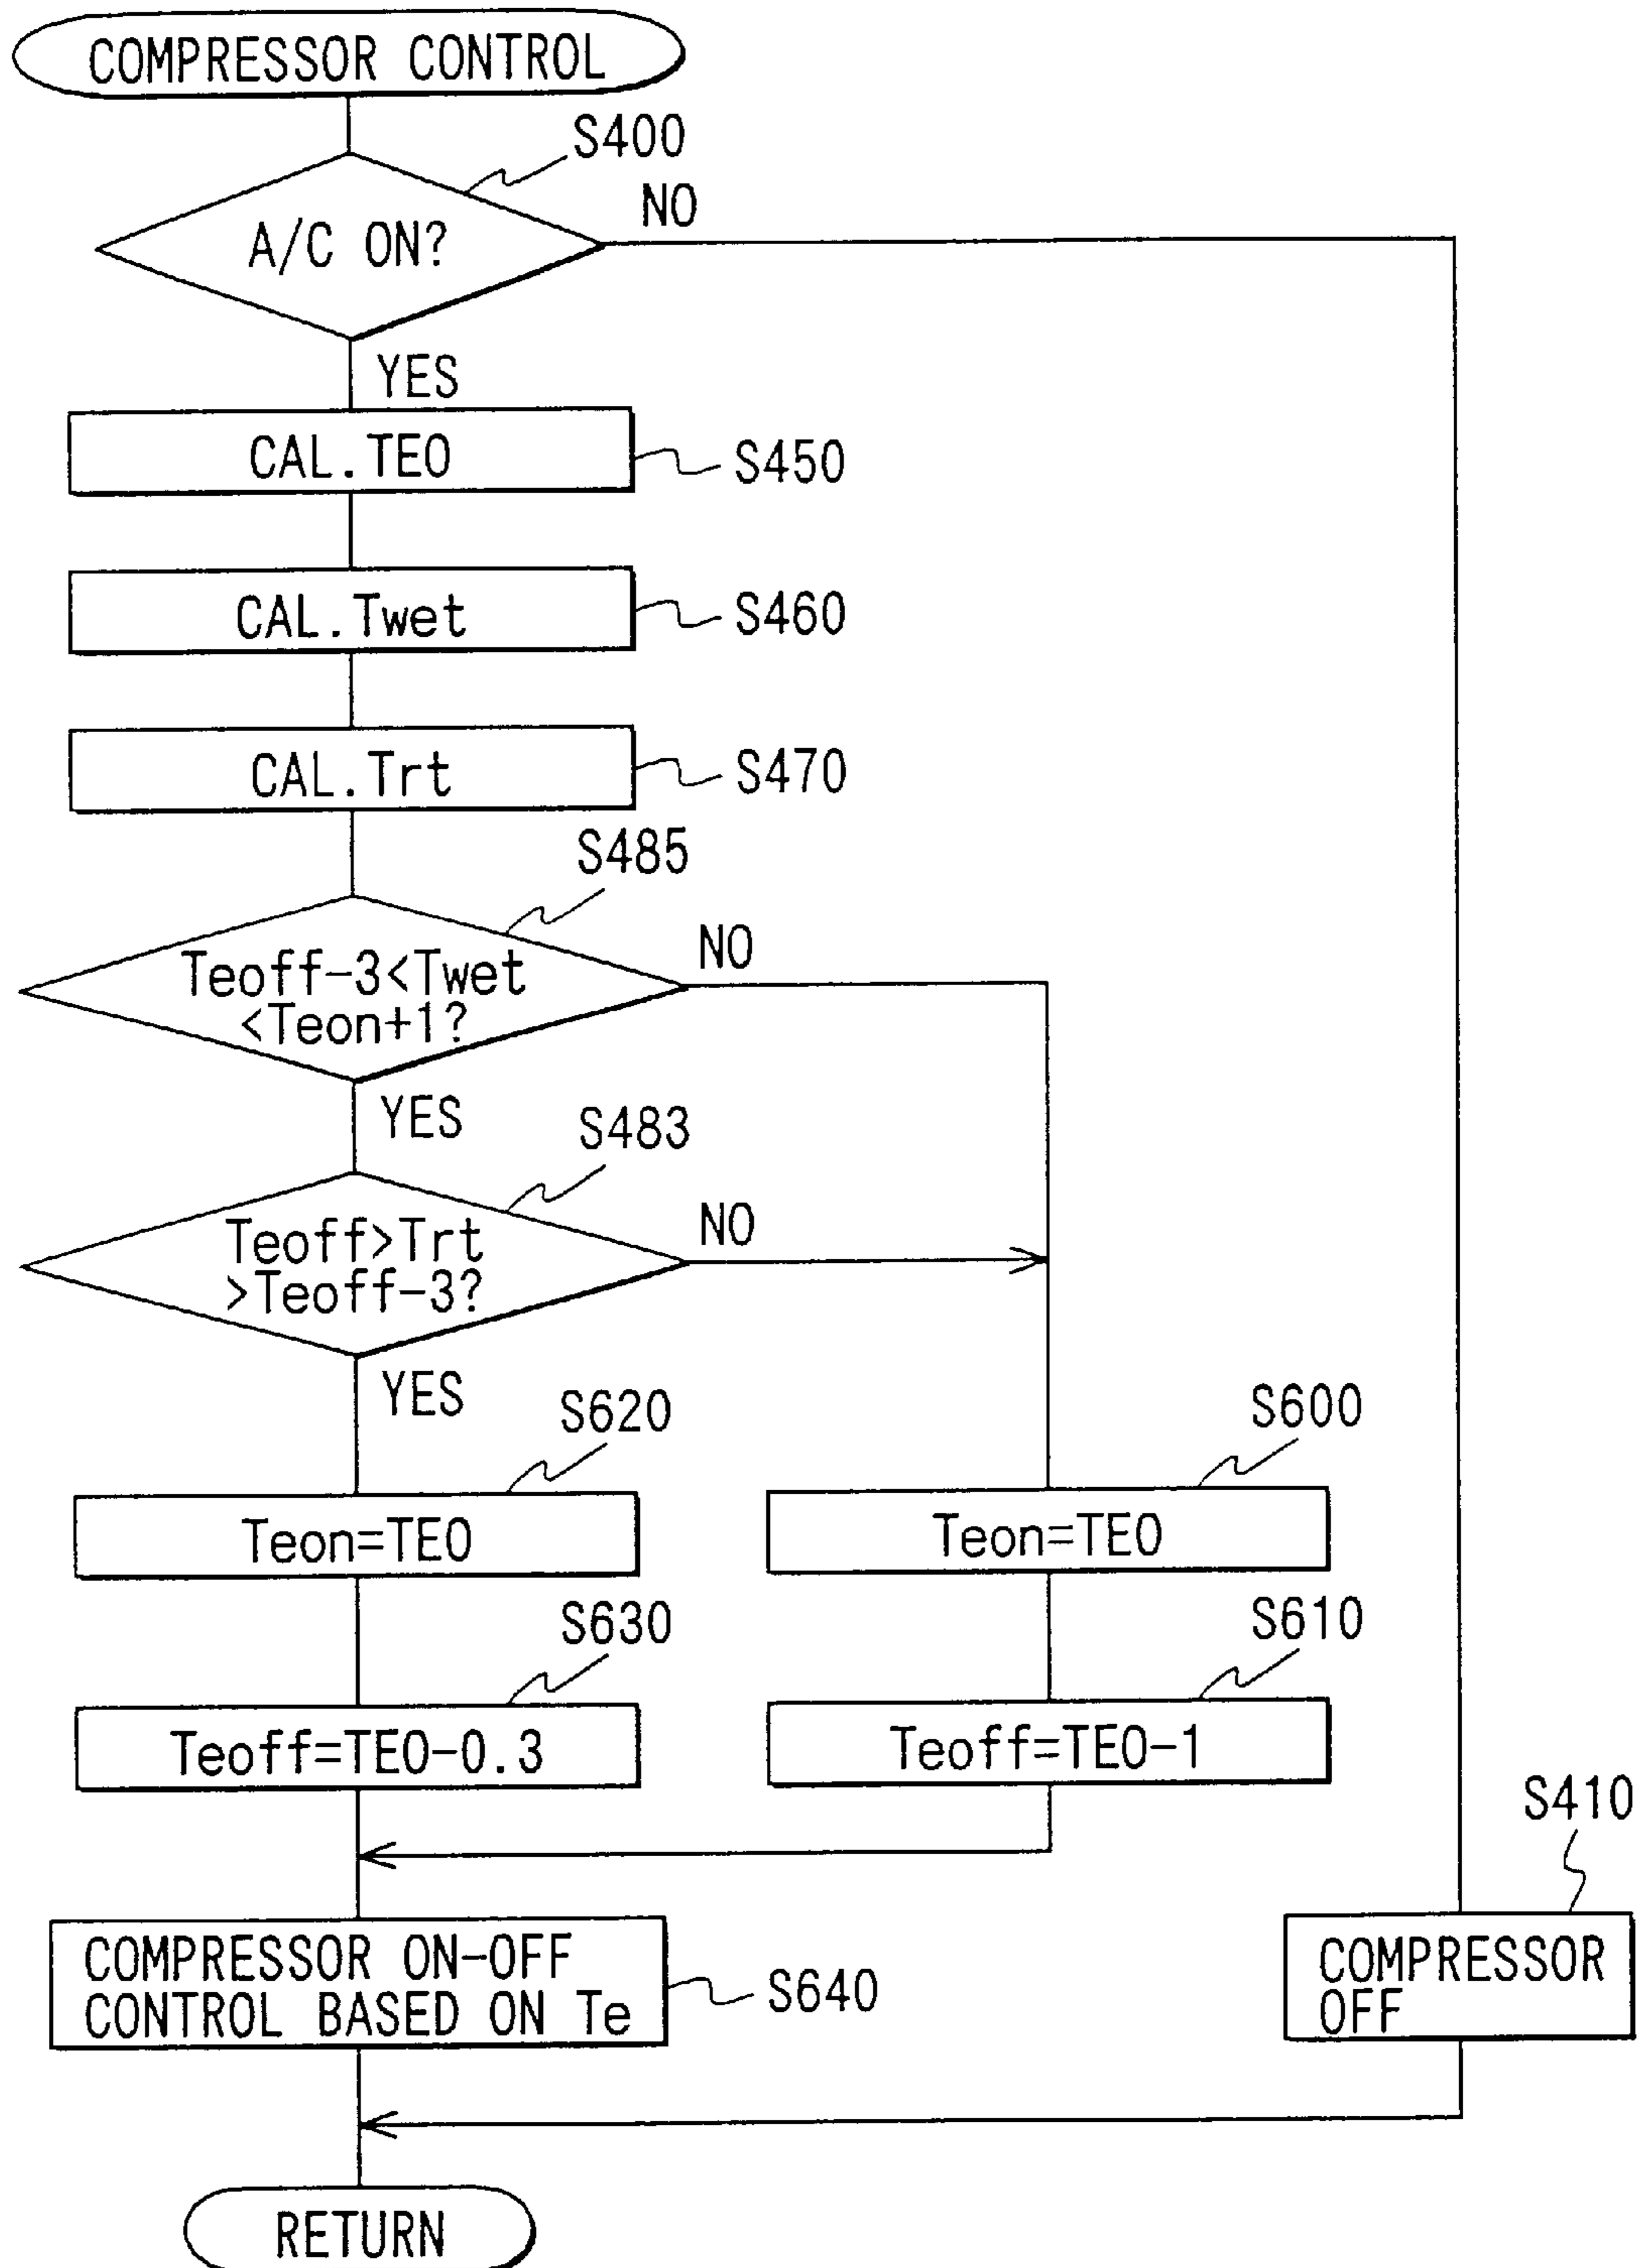 COMPRESSOR CONTROL
S400
A/C ON?
NO
YES
CAL.TEO
S450
CAL.Twet
S460
CAL.Trt
S470
S485
Teoff-3<Twet
<Teon+1?
NO
YES
S483
Teoff>Trt
>Teoff-3?
NO
YES
S620
Teon=TEO
S600
Teon=TEO
S630
Teoff=TEO-0.3
S610
Teoff=TEO-1
S410
COMPRESSOR ON-OFF
CONTROL BASED ON Te
S640
COMPRESSOR
OFF
RETURN